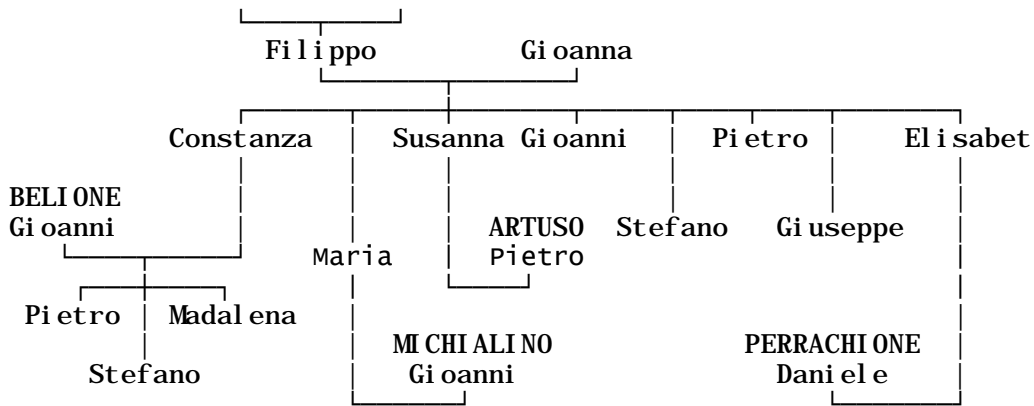 Filippo Gioanna
Constanza Susanna Gioanni Pietro Elisabet
BELIONE
Gioanni ARTUSO Stefano Giuseppe
Maria Pietro
Pietro Madalena
MICHIALINO PERRACHIONE
Stefano Gioanni Daniele